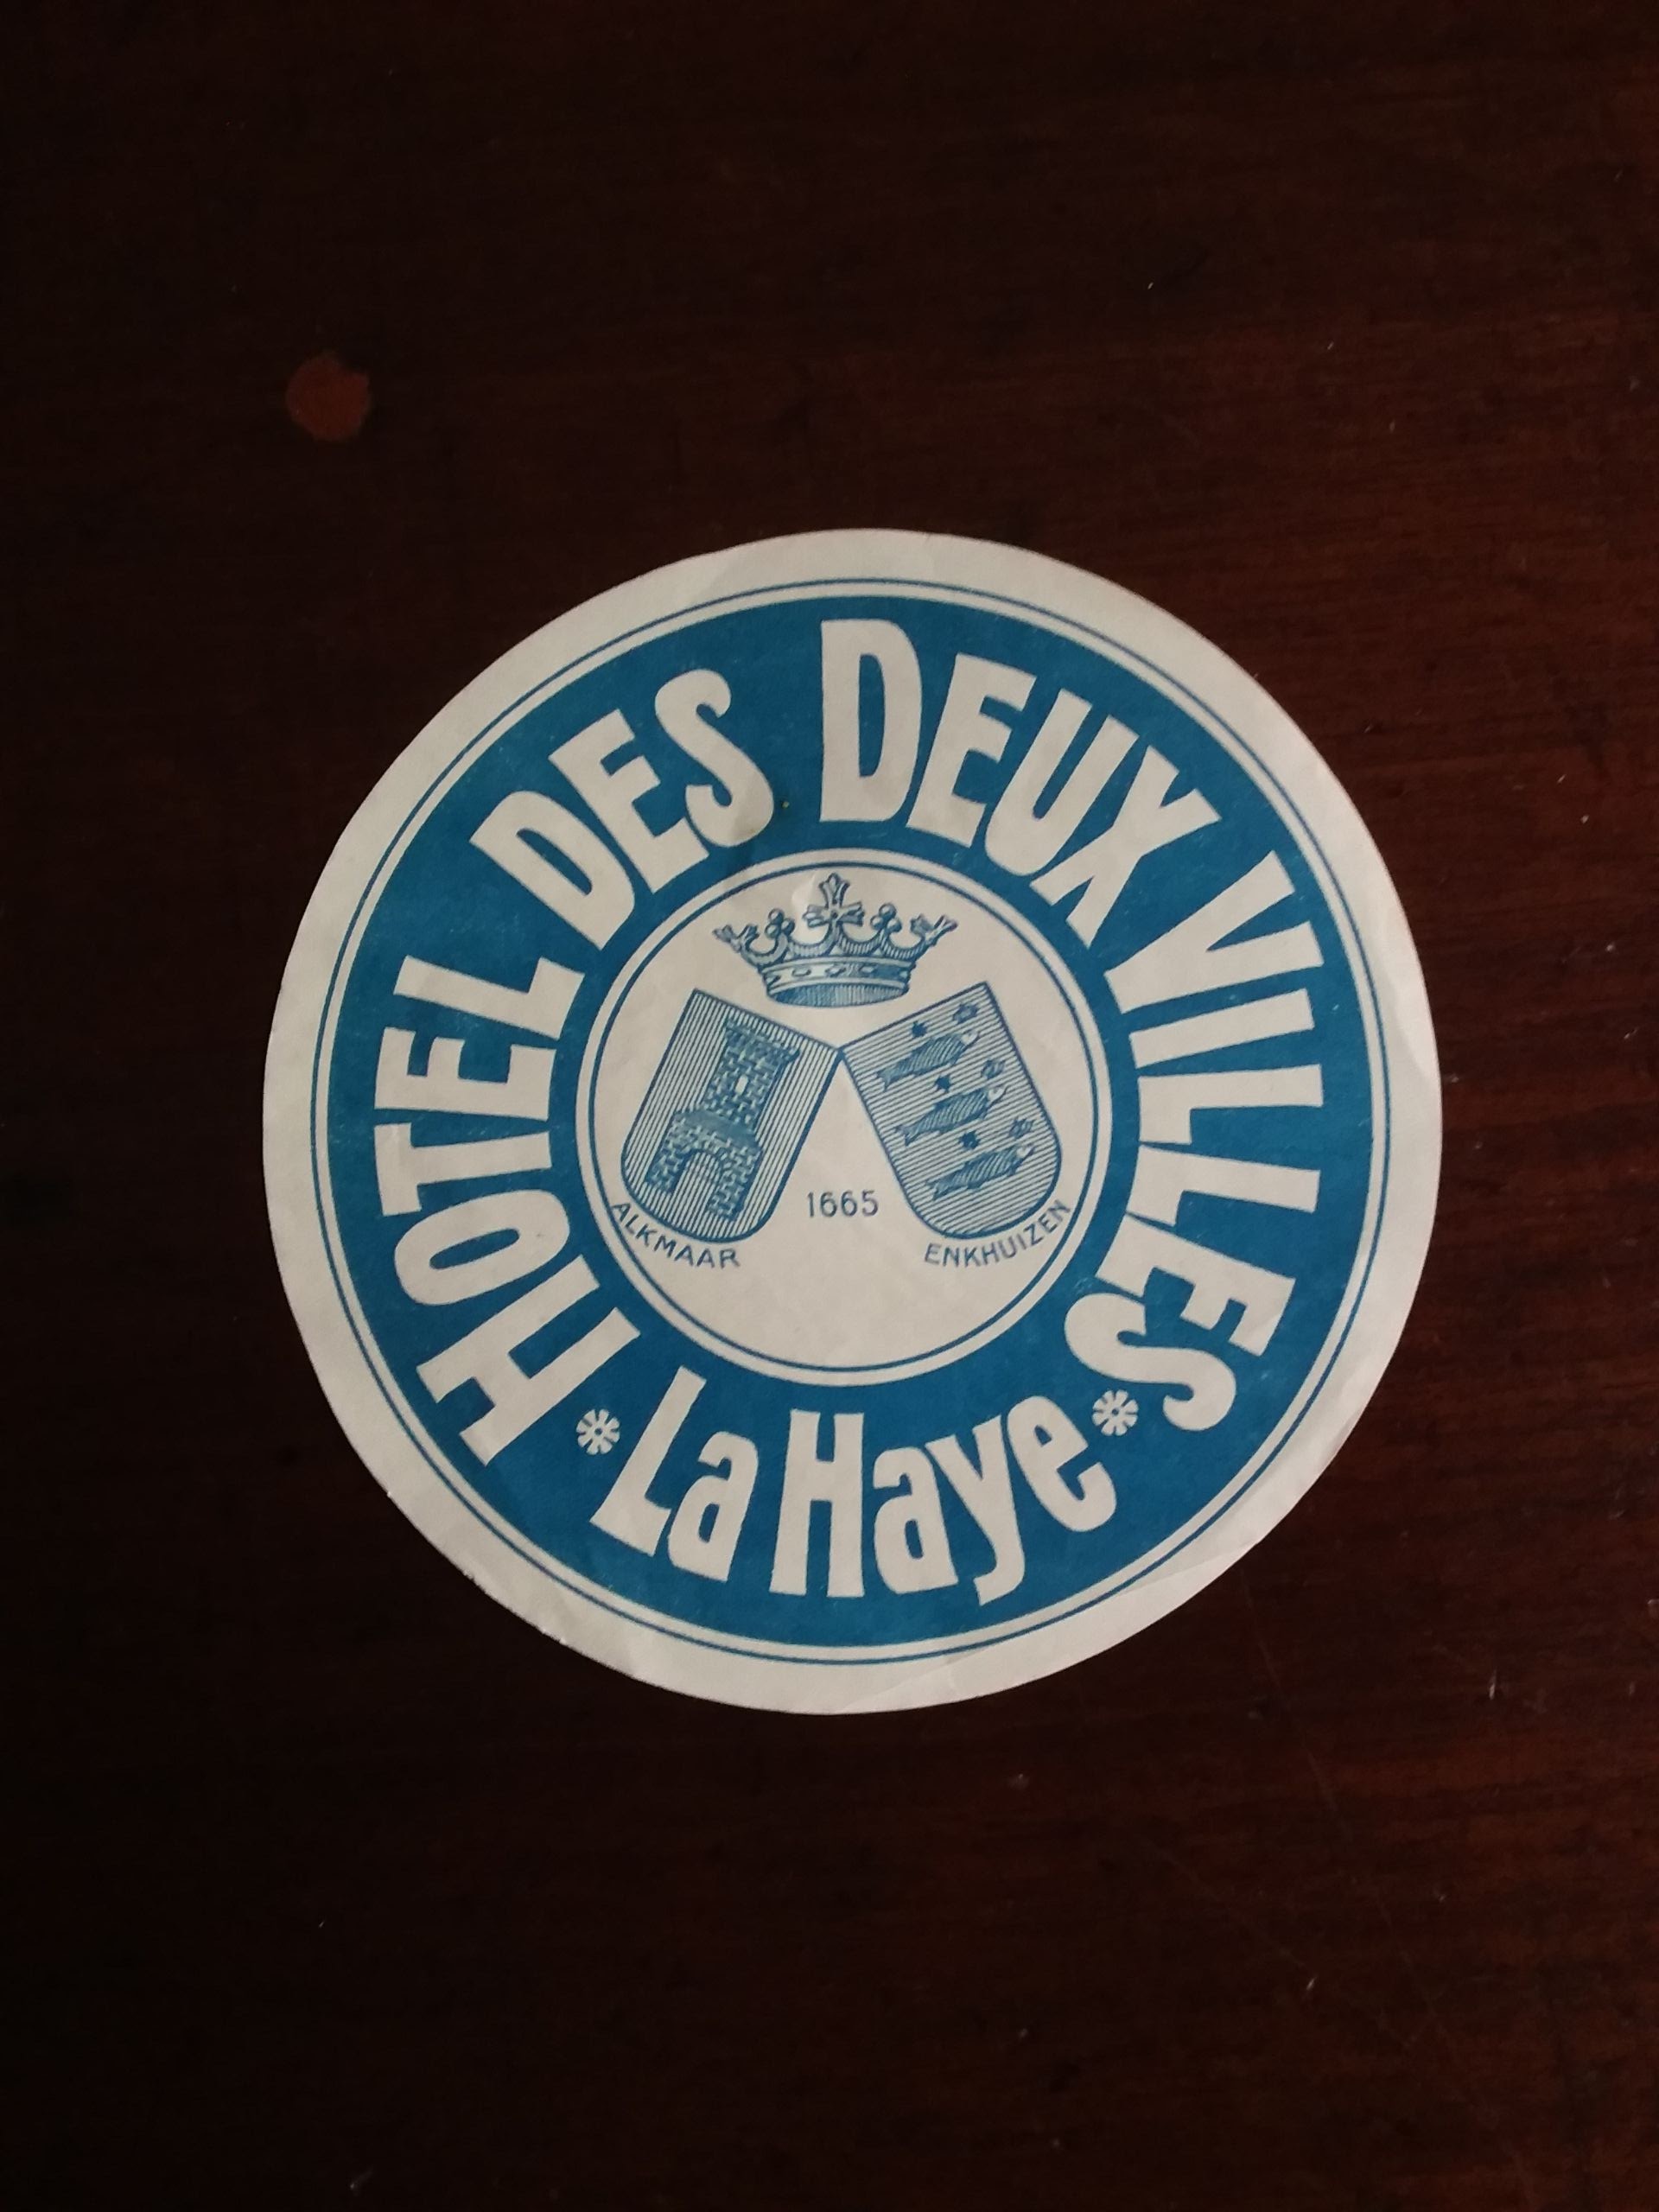 HOTEL DES DEUX VILLES
La Haye
1665
ALKMAAR
ENKHUIZEN